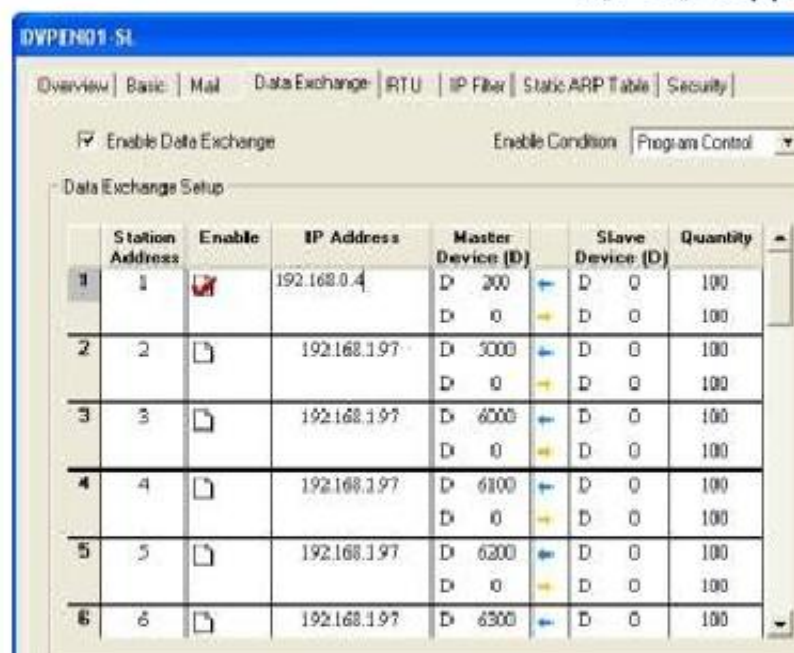 DVPEN01-SL
Overview Basic Mail Data Exchange RTU IP Filter Static ARP Table Security
Enable Data Exchange Enable Condition Program Control
Data Exchange Setup
Station Address Enable IP Address Master Device (D) Slave Device (D) Quantity
1 1 192.168.0.4 D 200 D 0 100
D 0 D 0 100
2 2 192.168.1.97 D 3000 D 0 100
D 0 D 0 100
3 3 192.168.1.97 D 6000 D 0 100
D 0 D 0 100
4 4 192.168.1.97 D 6100 D 0 100
D 0 D 0 100
5 5 192.168.1.97 D 6200 D 0 100
D 0 D 0 100
6 6 192.168.1.97 D 6300 D 0 100